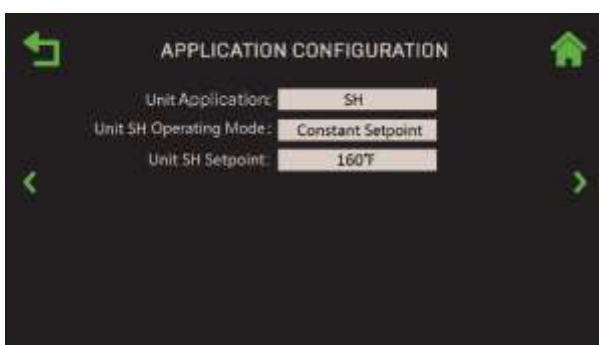 APPLICATION CONFIGURATION
Unit Application: SH
Unit SH Operating Mode: Constant Setpoint
Unit SH Setpoint: 160°F